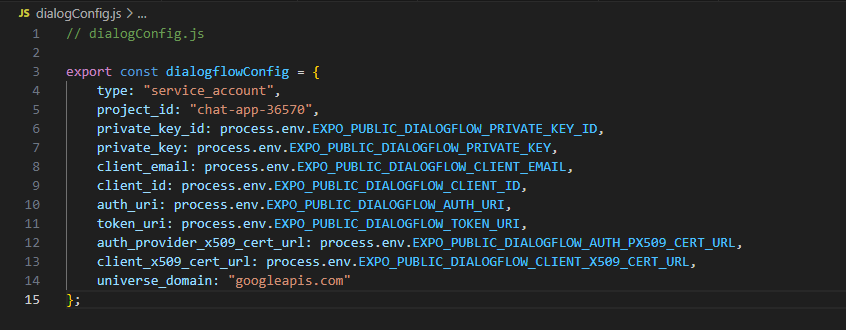 JS dialogConfig.js > ...
1 // dialogConfig.js
2
3 export const dialogflowConfig = {
4 type: "service_account",
5 project_id: "chat-app-36570",
6 private_key_id: process.env.EXPO_PUBLIC_DIALOGFLOW_PRIVATE_KEY_ID,
7 private_key: process.env.EXPO_PUBLIC_DIALOGFLOW_PRIVATE_KEY,
8 client_email: process.env.EXPO_PUBLIC_DIALOGFLOW_CLIENT_EMAIL,
9 client_id: process.env.EXPO_PUBLIC_DIALOGFLOW_CLIENT_ID,
10 auth_uri: process.env.EXPO_PUBLIC_DIALOGFLOW_AUTH_URI,
11 token_uri: process.env.EXPO_PUBLIC_DIALOGFLOW_TOKEN_URI,
12 auth_provider_x509_cert_url: process.env.EXPO_PUBLIC_DIALOGFLOW_AUTH_PX509_CERT_URL,
13 client_x509_cert_url: process.env.EXPO_PUBLIC_DIALOGFLOW_CLIENT_X509_CERT_URL,
14 universe_domain: "googleapis.com"
15 };